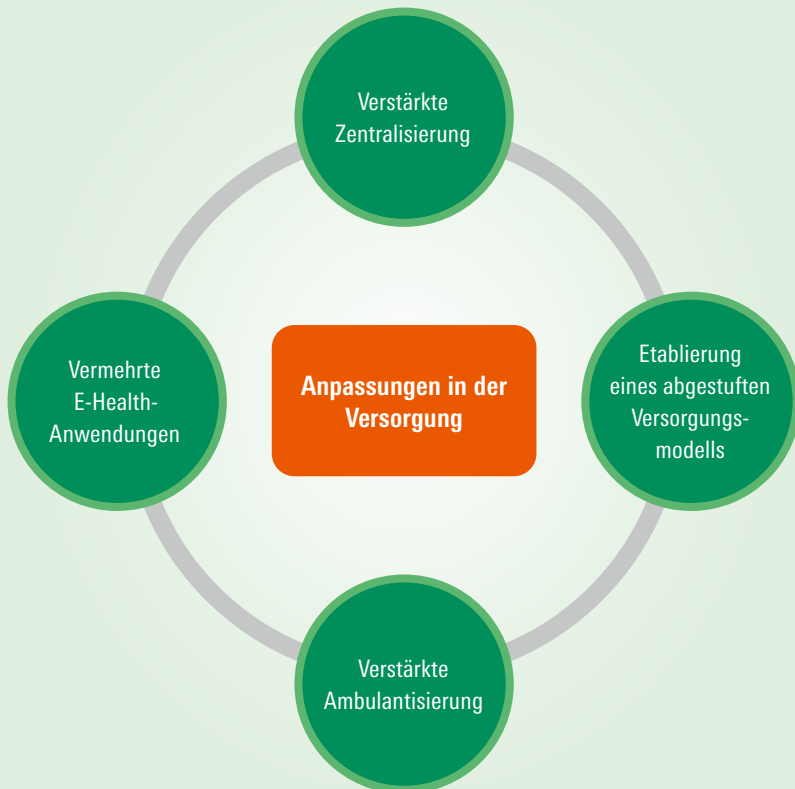 Verstärkte
Zentralisierung
Vermehrte
E-Health-
Anwendungen
Anpassungen in der
Versorgung
Etablierung
eines abgestuften
Versorgungs-
modells
Verstärkte
Ambulantisierung